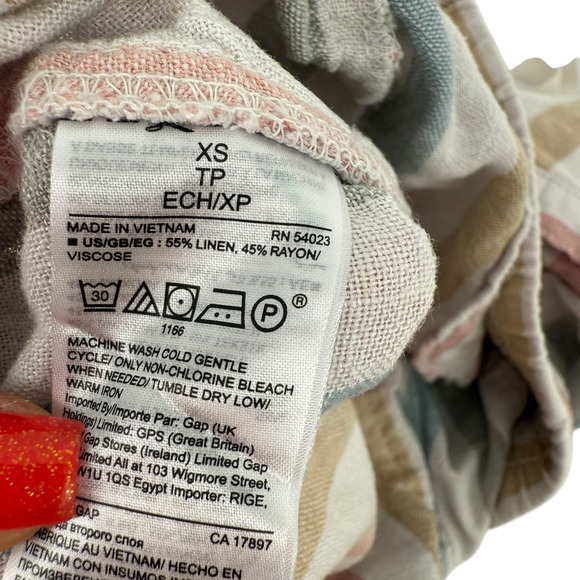 XS
TP
ECH/XP
MADE IN VIETNAM RN 54023
■ US/GB/EG : 55% LINEN, 45% RAYON/
VISCOSE
30 P ®
1166
MACHINE WASH COLD GENTLE
CYCLE/ ONLY NON-CHLORINE BLEACH
WHEN NEEDED/ TUMBLE DRY LOW/
WARM IRON
Imported By/Importe Par: Gap (UK
Holdings) Limited: GPS (Great Britain)
Gap Stores (Ireland) Limited Gap
Limited All at 103 Wigmore Street,
W1U 1QS Egypt Importer: RIGE,
GAP CA 17897
на второго слоя
FABRIQUE AU VIETNAM/ HECHO EN
VIETNAM CON INSUMOS